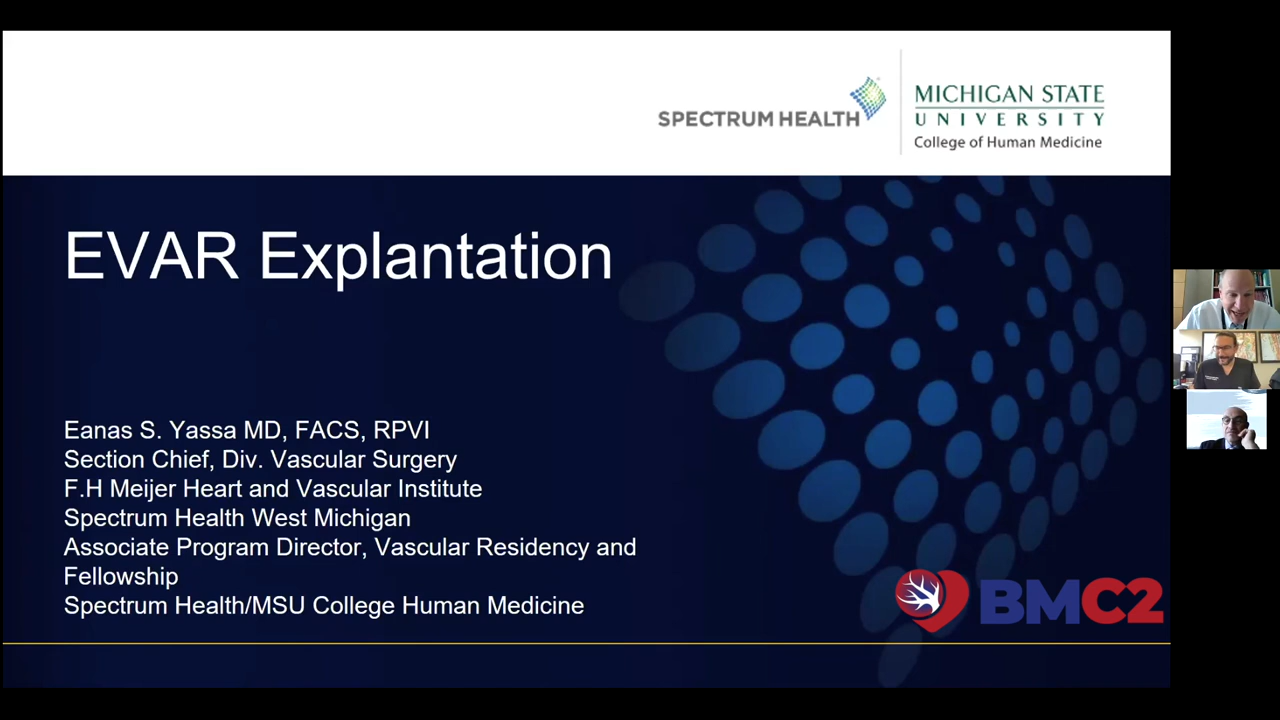 SPECTRUM HEALTH
MICHIGAN STATE
UNIVERSITY
College of Human Medicine
EVAR Explantation
Eanas S. Yassa MD, FACS, RPVI
Section Chief, Div. Vascular Surgery
F.H Meijer Heart and Vascular Institute
Spectrum Health West Michigan
Associate Program Director, Vascular Residency and
Fellowship
Spectrum Health/MSU College Human Medicine
BMC2